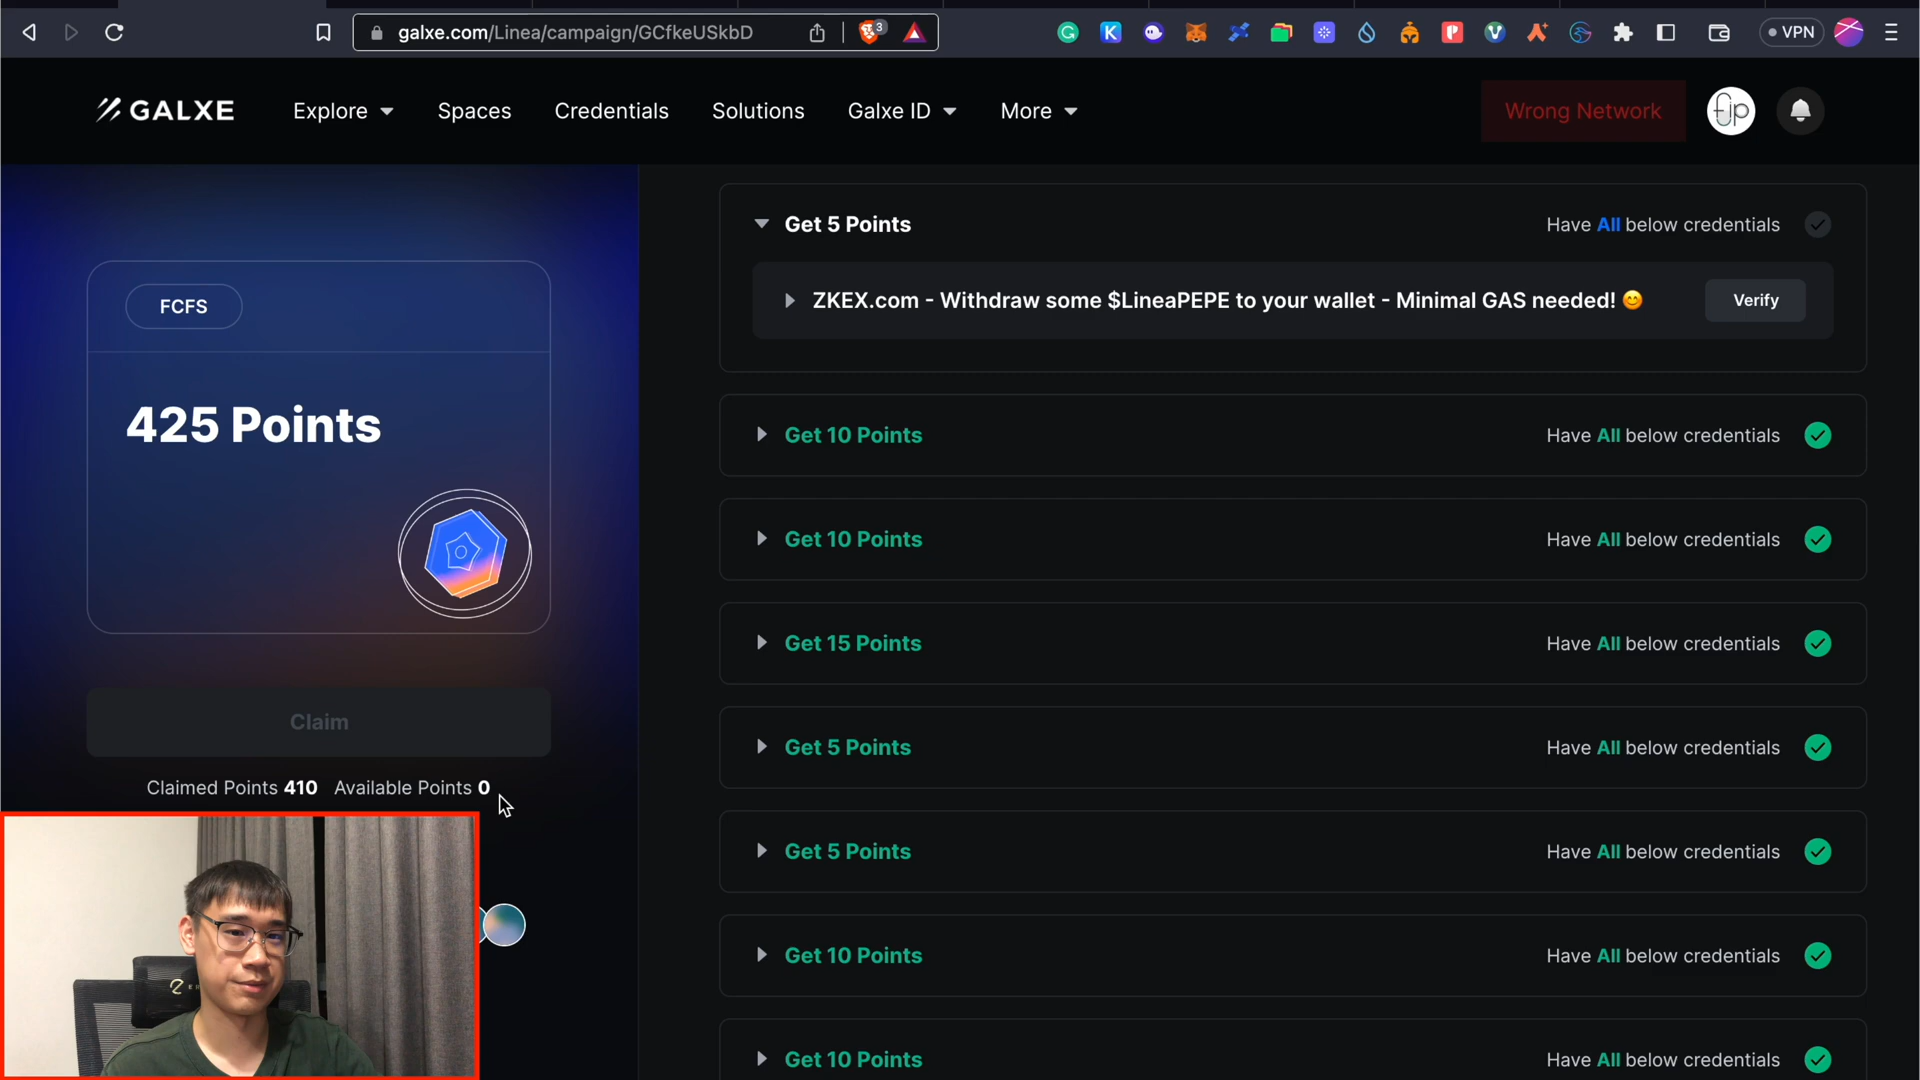 galxe.com/Linea/campaign/GCfkeUSkbD
3
VPN
GALXE
Explore
Spaces
Credentials
Solutions
Galxe ID
More
Wrong Network
fip
FCFS
425 Points
Claim
Claimed Points 410 Available Points 0
Get 5 Points
Have All below credentials
ZKEX.com - Withdraw some $LineaPEPE to your wallet - Minimal GAS needed! 😊
Verify
Get 10 Points
Have All below credentials
Get 10 Points
Have All below credentials
Get 15 Points
Have All below credentials
Get 5 Points
Have All below credentials
Get 5 Points
Have All below credentials
Get 10 Points
Have All below credentials
Get 10 Points
Have All below credentials